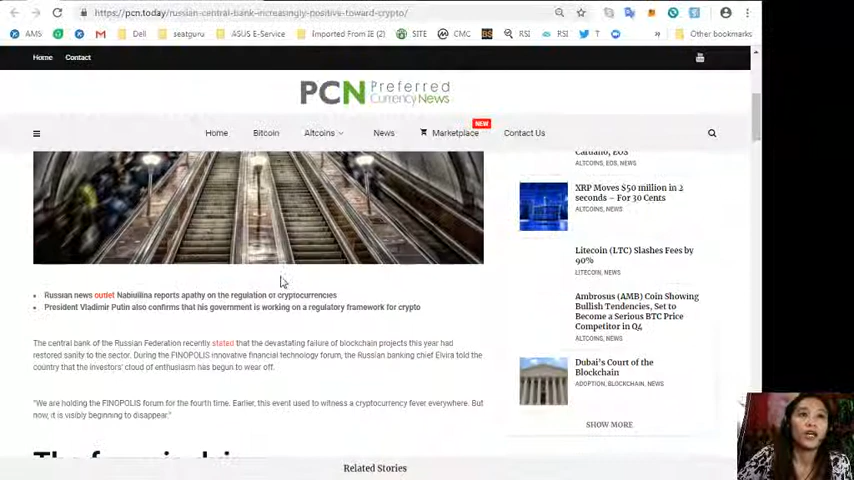 https://pcn.today/russian-central-bank-increasingly-positive-toward-crypto/
AMS
Dell
seatguru
AGUS E-Service
Imported From IE (2)
SITE
CMC
RSI
RSI
T
»
Other bookmarks
Home
Contact
PCN Preferred
Currency News
Home
Bitcoin
Altcoins
News
Marketplace
NEW
Contact Us
Cardano, EOS
ALTCOINS, EOS, NEWS
XRP Moves $50 million in 2
seconds – For 30 Cents
ALTCOINS, NEWS
Litecoin (LTC) Slashes Fees by
90%
LITECOIN, NEWS
Ambrosus (AMB) Coin Showing
Bullish Tendencies, Set to
Become a Serious BTC Price
Competitor in Q4
ALTCOINS, NEWS
Dubai's Court of the
Blockchain
ADOPTION, BLOCKCHAIN, NEWS
SHOW MORE
Russian news outlet Nabiullina reports apathy on the regulation of cryptocurrencies
President Vladimir Putin also confirms that his government is working on a regulatory framework for crypto
The central bank of the Russian Federation recently stated that the devastating failure of blockchain projects this year had
restored sanity to the sector. During the FINOPOLIS innovative financial technology forum, the Russian banking chief Elvira told the
country that the investors' cloud of enthusiasm has begun to wear off.
"We are holding the FINOPOLIS forum for the fourth time. Earlier, this event used to witness a cryptocurrency fever everywhere. But
now, it is visibly beginning to disappear."
Related Stories